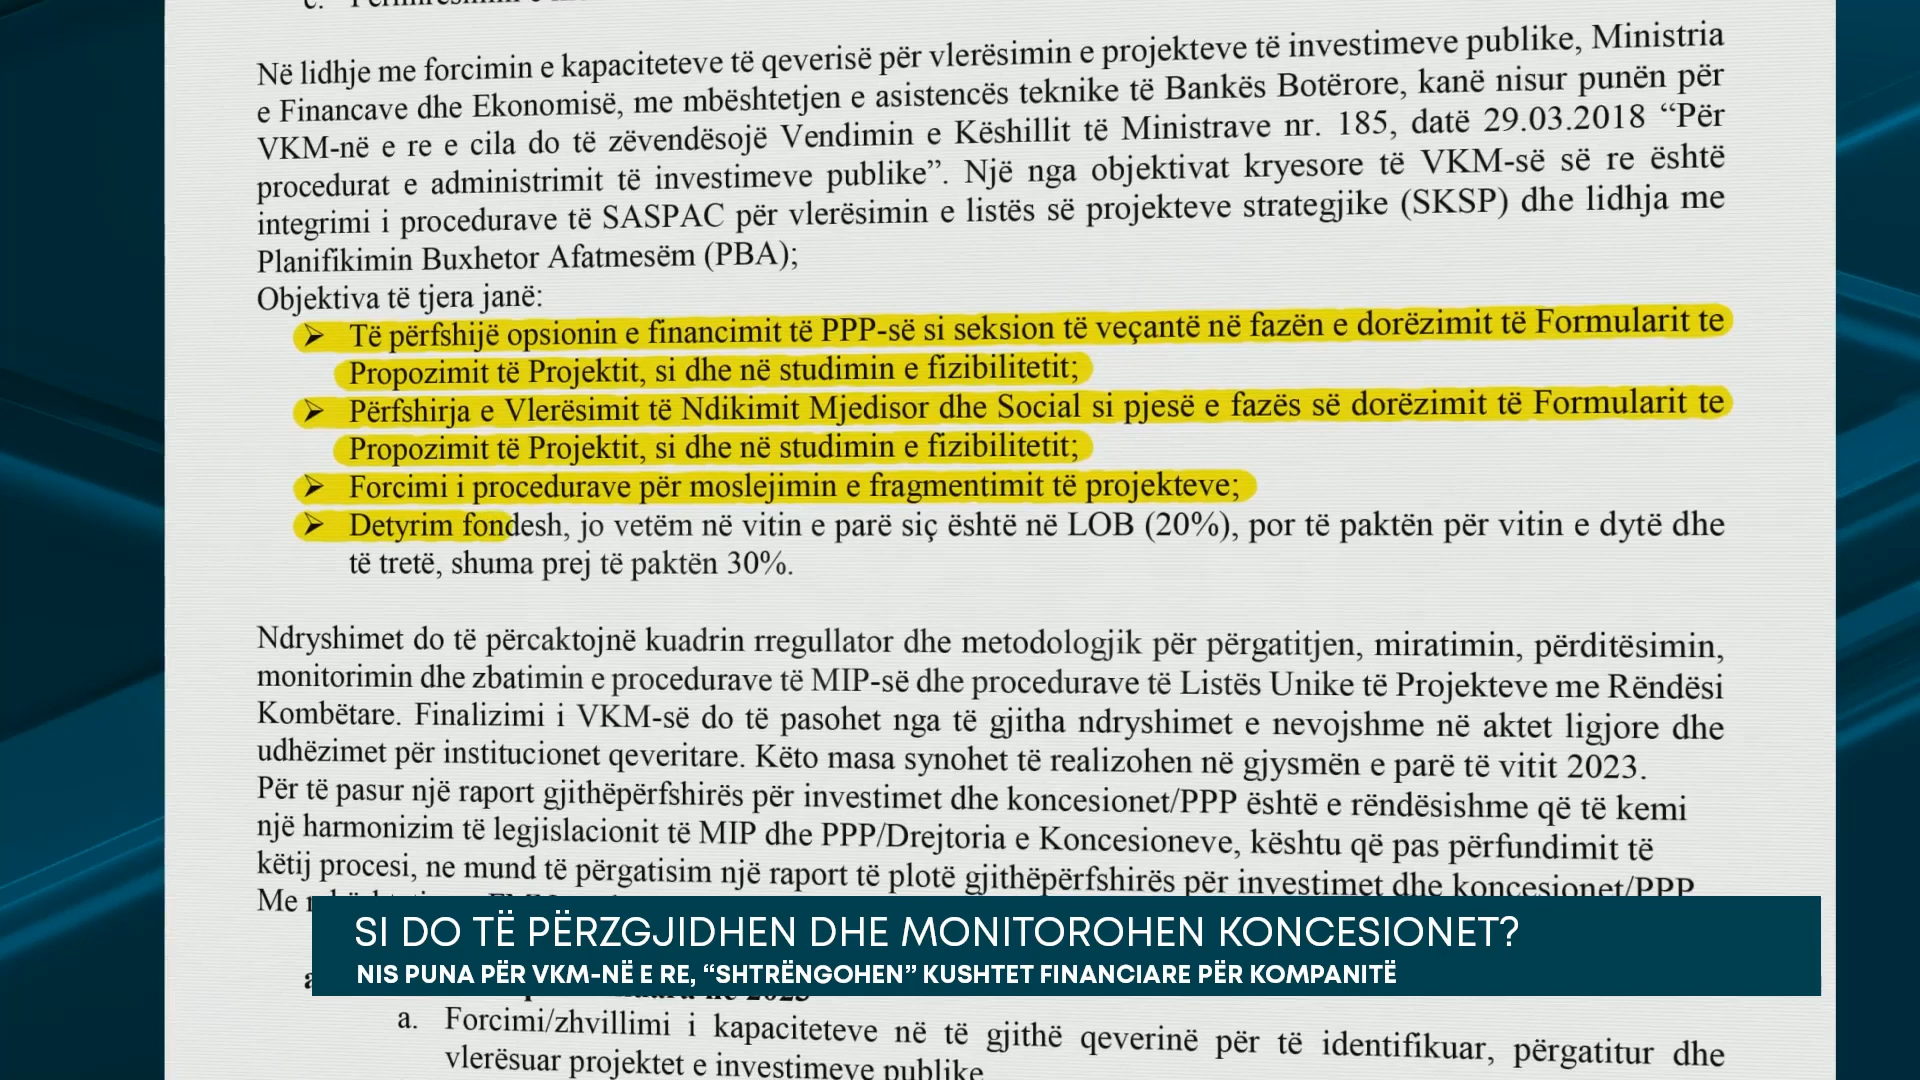 Në lidhje me forcimin e kapaciteteve të qeverisë për vlerësimin e projekteve të investimeve publike, Ministria
e Financave dhe Ekonomisë, me mbështetjen e asistencës teknike të Bankës Botërore, kanë nisur punën për
VKM-në e re e cila do të zëvendësojë Vendimin e Këshillit të Ministrave nr. 185, datë 29.03.2018 “Për
procedurat e administrimit të investimeve publike”. Një nga objektivat kryesore të VKM-së së re është
integrimi i procedurave të SASPAC për vlerësimin e listës së projekteve strategjike (SKSP) dhe lidhja me
Planifikimin Buxhetor Afatmesëm (PBA);
Objektiva të tjera janë:
➢ Të përfshijë opsionin e financimit të PPP-së si seksion të veçantë në fazën e dorëzimit të Formularit te
Propozimit të Projektit, si dhe në studimin e fizibilitetit;
➢ Përfshirja e Vlerësimit të Ndikimit Mjedisor dhe Social si pjesë e fazës së dorëzimit të Formularit te
Propozimit të Projektit, si dhe në studimin e fizibilitetit;
➢ Forcimi i procedurave për moslejimin e fragmentimit të projekteve;
➢ Detyrim fondesh, jo vetëm në vitin e parë siç është në LOB (20%), por të paktën për vitin e dytë dhe
të tretë, shuma prej të paktën 30%.
Ndryshimet do të përcaktojnë kuadrin rregullator dhe metodologjik për përgatitjen, miratimin, përditësimin,
monitorimin dhe zbatimin e procedurave të MIP-së dhe procedurave të Listës Unike të Projekteve me Rëndësi
Kombëtare. Finalizimi i VKM-së do të pasohet nga të gjitha ndryshimet e nevojshme në aktet ligjore dhe
udhëzimet për institucionet qeveritare. Këto masa synohet të realizohen në gjysmën e parë të vitit 2023.
Për të pasur një raport gjithëpërfshirës për investimet dhe koncesionet/PPP është e rëndësishme që të kemi
një harmonizim të legjislacionit të MIP dhe PPP/Drejtoria e Koncesioneve, kështu që pas përfundimit të
këtij procesi, ne mund të përgatisim një raport të plotë gjithëpërfshirës për investimet dhe koncesionet/PPP
Me
SI DO TË PËRZGJIDHEN DHE MONITOROHEN KONCESIONET?
NIS PUNA PËR VKM-NË E RE, “SHTRËNGOHEN” KUSHTET FINANCIARE PËR KOMPANITË
a. Forcimi/zhvillimi i kapaciteteve në të gjithë qeverinë për të identifikuar, përgatitur dhe
vlerësuar projektet e investimeve publike